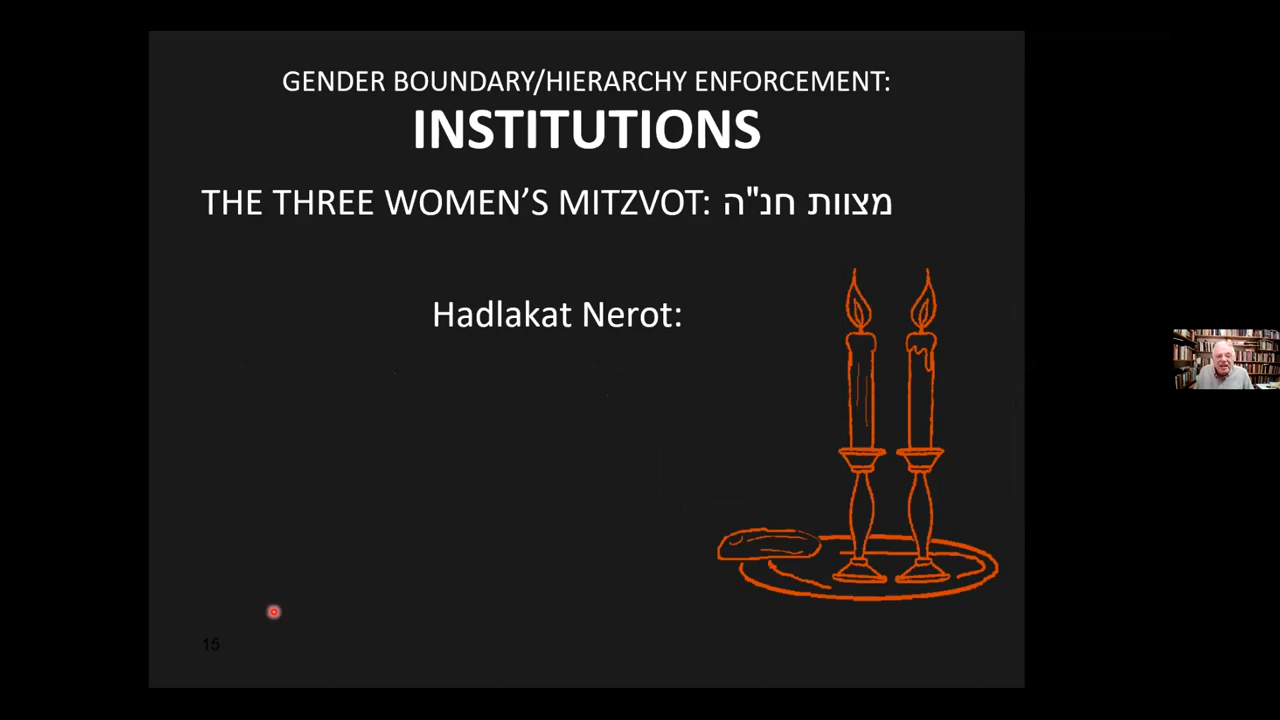 GENDER BOUNDARY/HIERARCHY ENFORCEMENT:
INSTITUTIONS
THE THREE WOMEN’S MITZVOT: מצוות חנ"ה
Hadlakat Nerot:
15